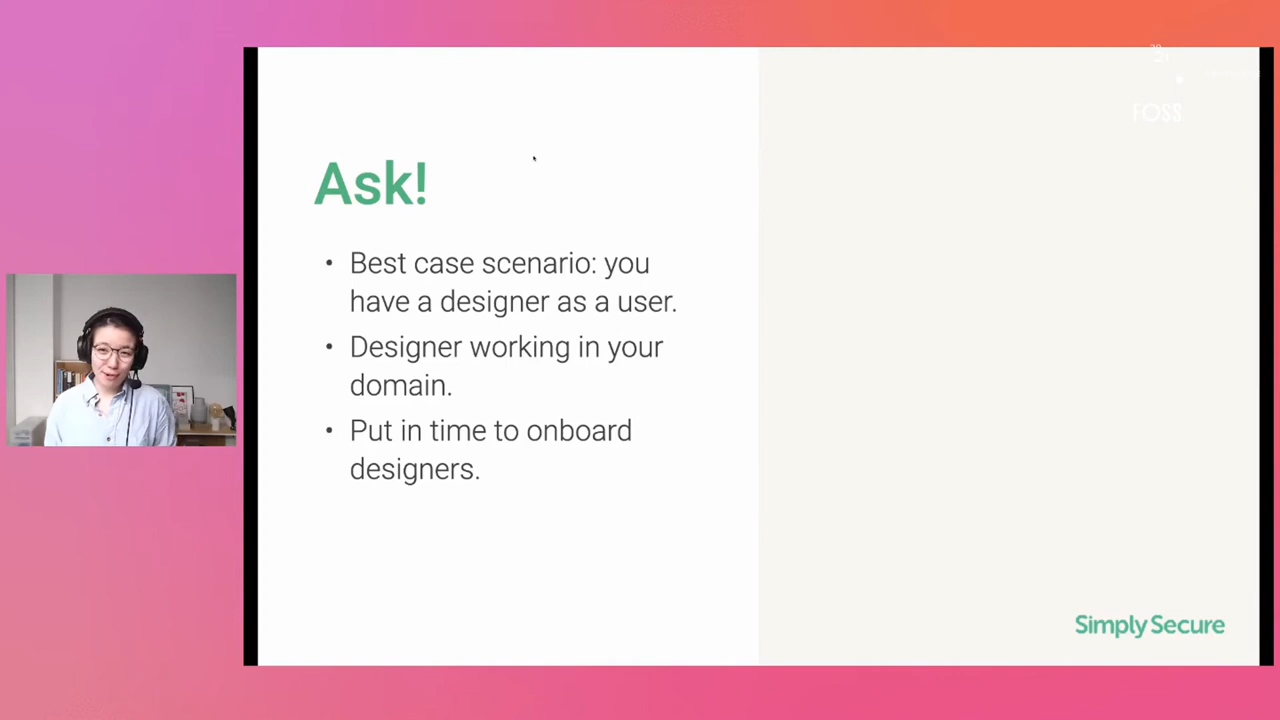 FOSS
Ask!
• Best case scenario: you
have a designer as a user.
• Designer working in your
domain.
• Put in time to onboard
designers.
Simply Secure